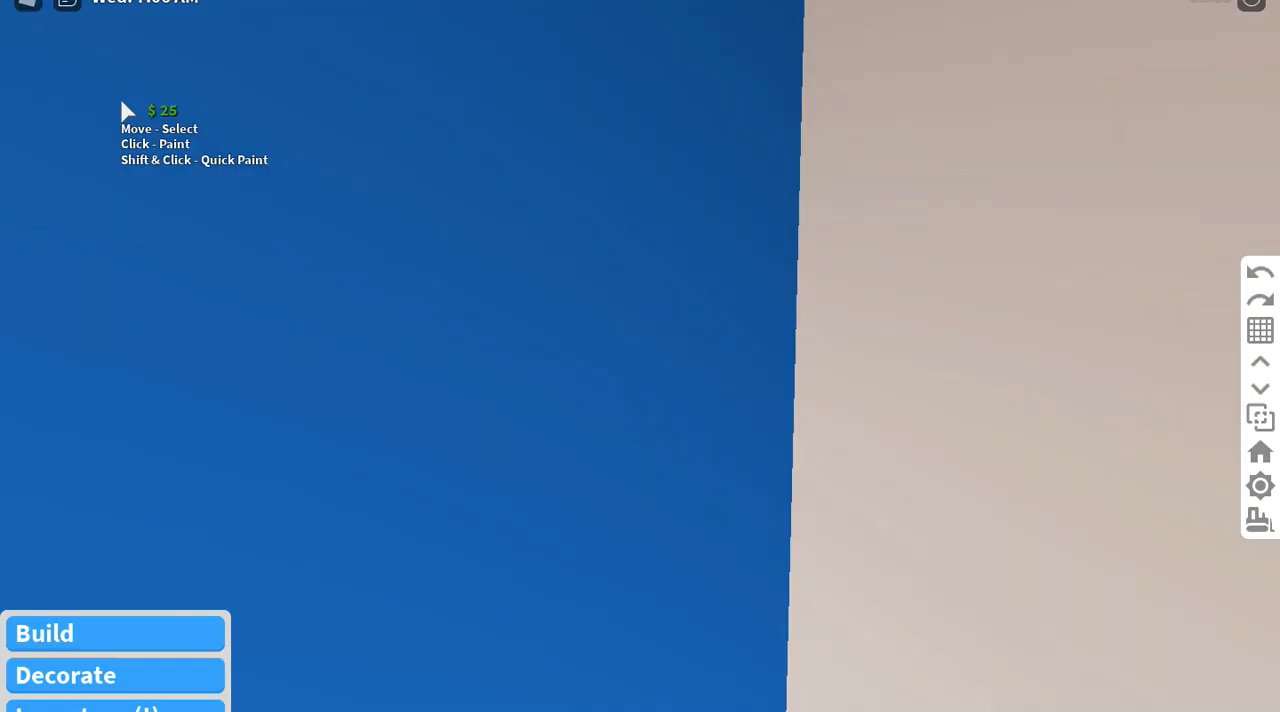 $ 25
Move - Select
Click - Paint
Shift & Click - Quick Paint
Build
Decorate